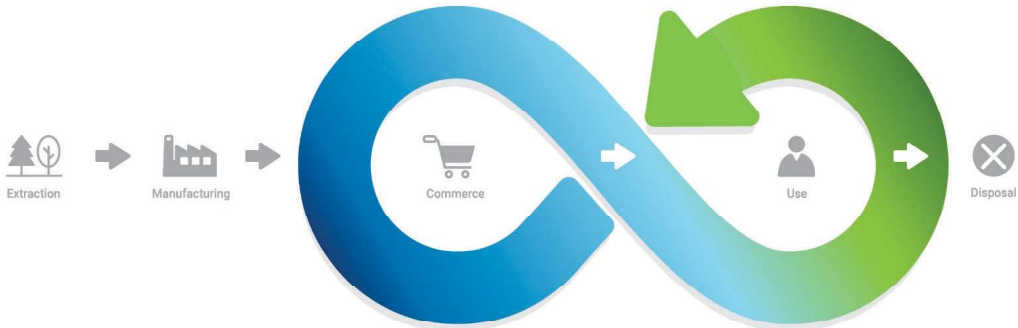 Extraction
Manufacturing
Commerce
Use
Disposal